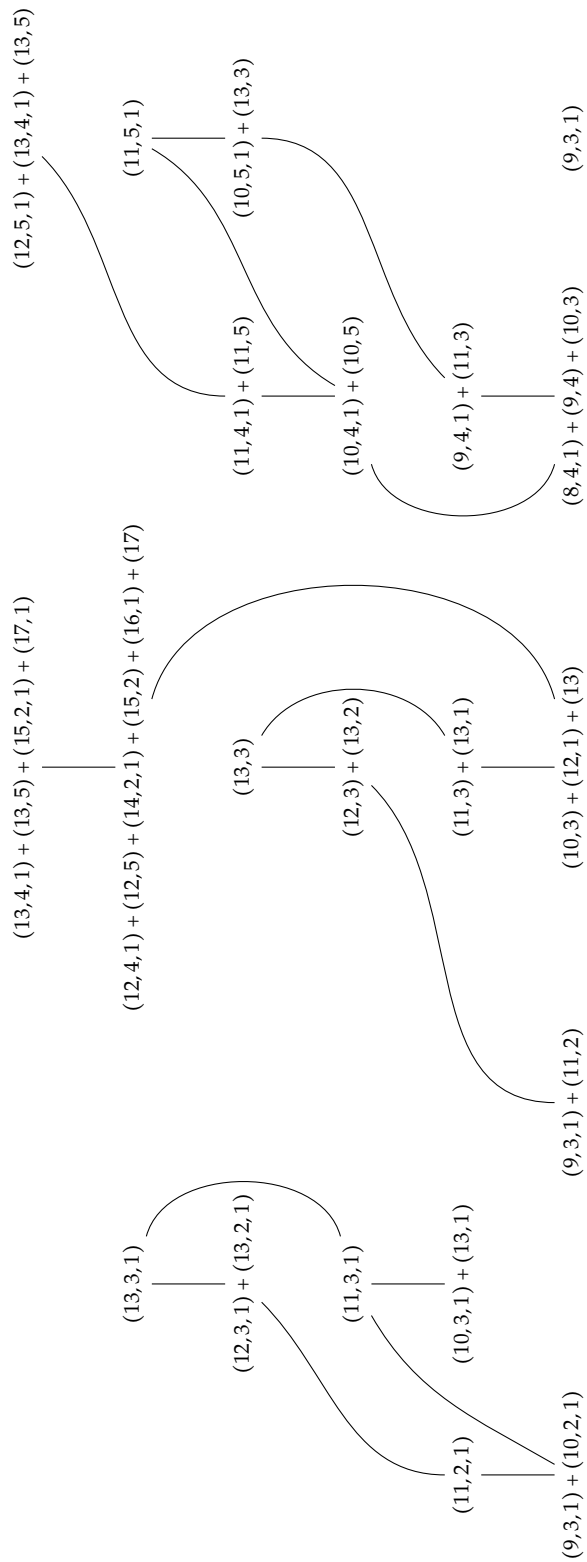 (13,4,1) + (13,5) + (15,2,1) + (17,1)
(12,5,1) + (13,4,1) + (13,5)
(13,3,1)
(12,4,1) + (12,5) + (14,2,1) + (15,2) + (16,1) + (17)
(11,5,1)
(12,3,1) + (13,2,1)
(13,3)
(11,4,1) + (11,5)
(10,5,1) + (13,3)
(11,3,1)
(12,3) + (13,2)
(10,4,1) + (10,5)
(11,2,1)
(10,3,1) + (13,1)
(11,3) + (13,1)
(9,4,1) + (11,3)
(9,3,1) + (10,2,1)
(9,3,1) + (11,2)
(10,3) + (12,1) + (13)
(8,4,1) + (9,4) + (10,3)
(9,3,1)